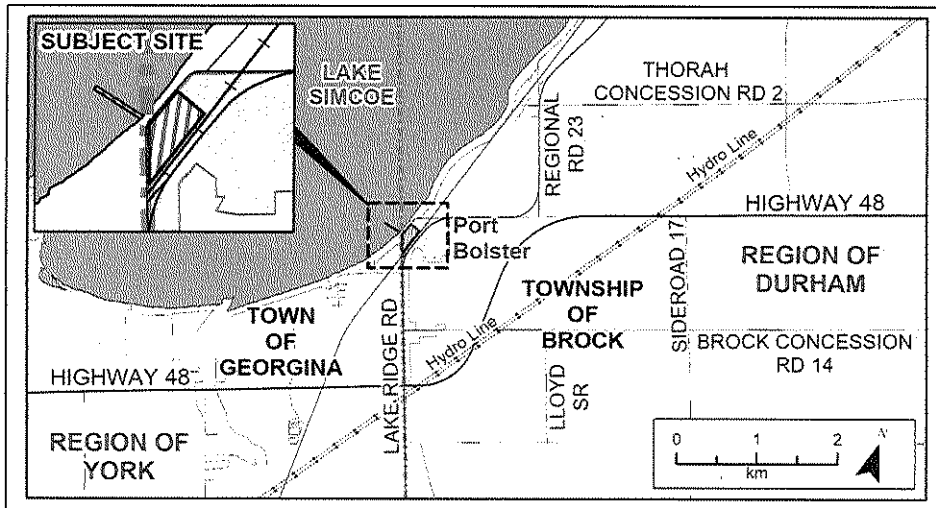 SUBJECT SITE
LAKE
SIMCOE
THORAH
CONCESSION RD 2
REGIONAL
RD 23
Hydro Line
HIGHWAY 48
Port
Bolster
REGION OF
DURHAM
TOWNSHIP
OF
BROCK
SIDEROAD 17
TOWN
OF
GEORGINA
LAKE RIDGE RD
Hydro Line
BROCK CONCESSION
RD 14
HIGHWAY 48
LLOYD
SR
REGION OF
YORK
0 1 2
km
N